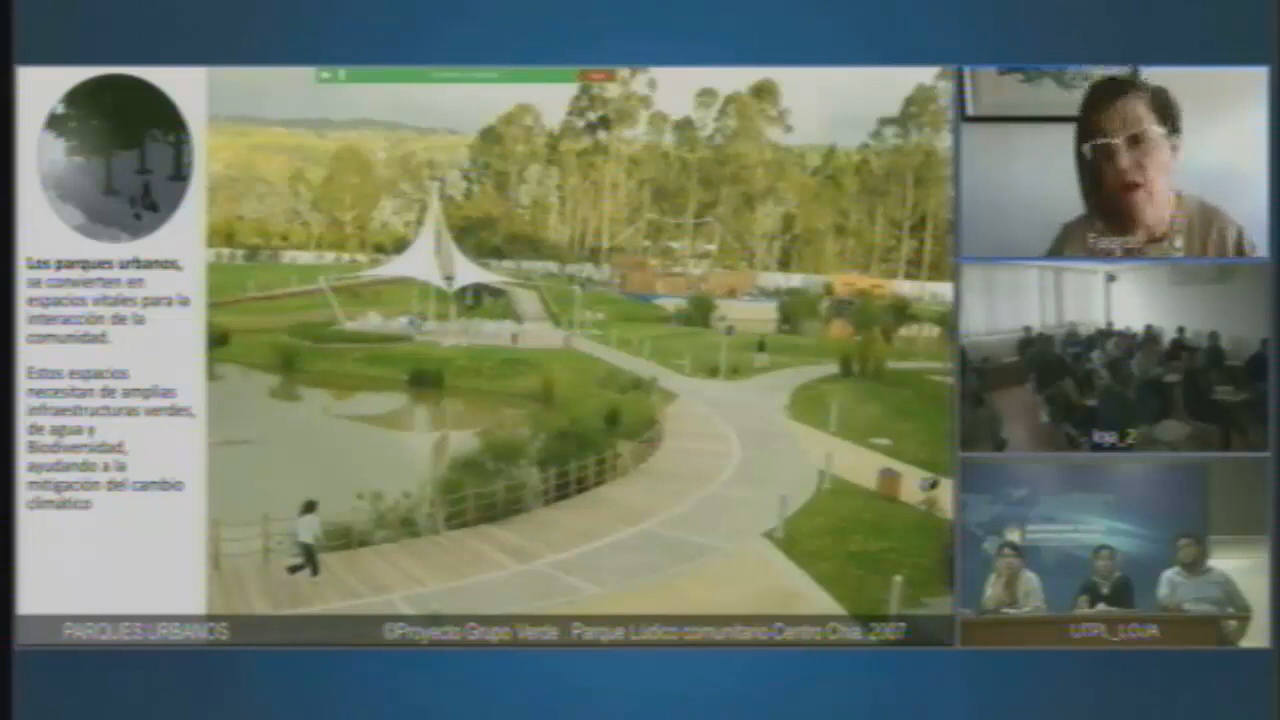 Los parques urbanos,
se convierten en
espacios vitales para la
interacción de la
comunidad.
Estos espacios
necesitan de amplias
infraestructuras verdes,
de agua y
Biodiversidad,
ayudando a la
mitigación del cambio
climático
PARQUES URBANOS
©Proyecto Grupo Verde . Parque Lúdico comunitario Centro Chía 2007
loja_2
UTPL_LOJA